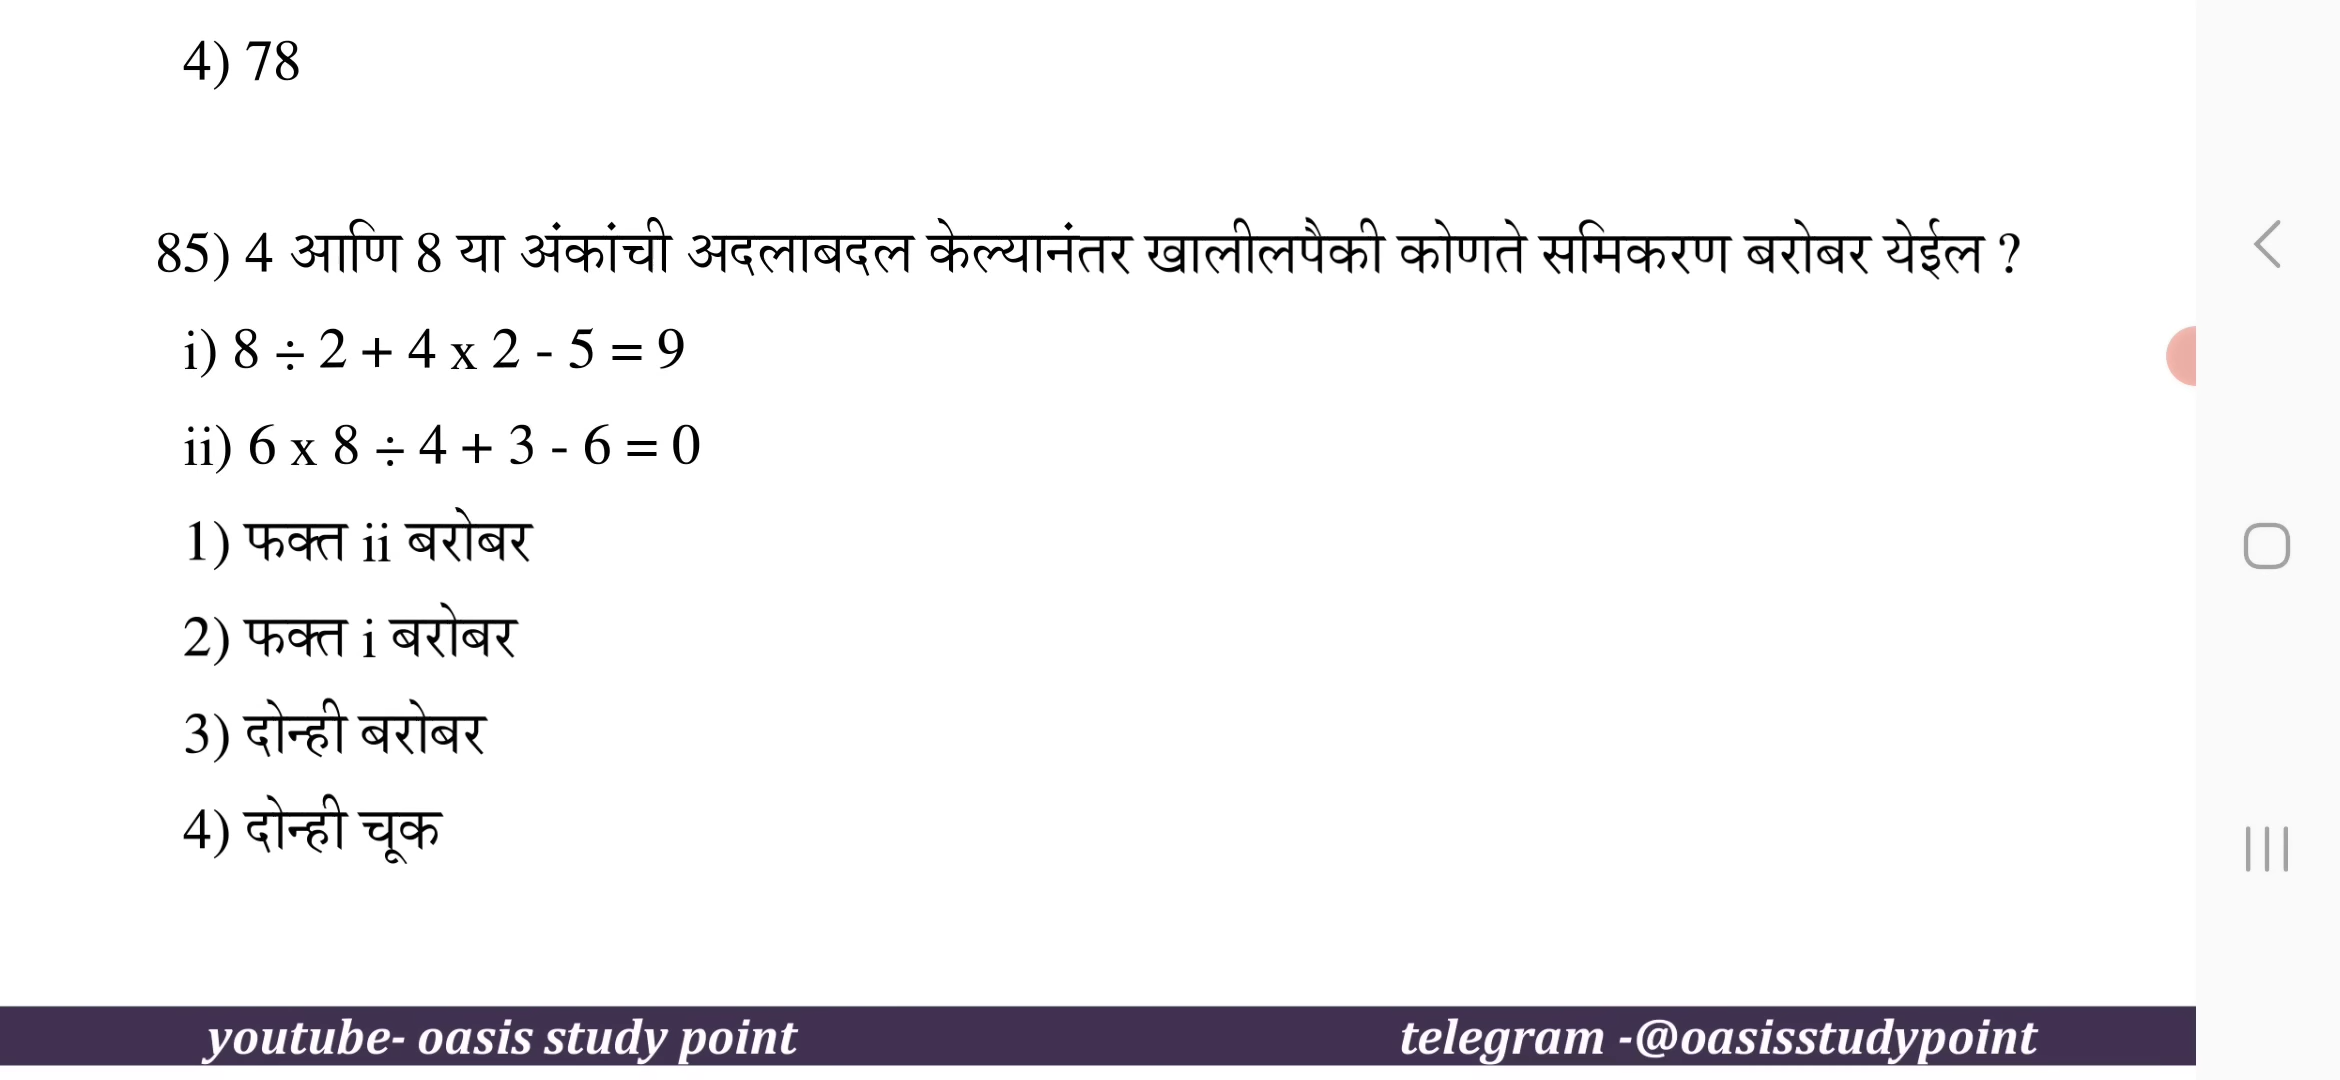 4) 78
85) 4 आणि 8 या अंकांची अदलाबदल केल्यानंतर खालीलपैकी कोणते समिकरण बरोबर येईल ?
i) 8 ÷ 2 + 4 x 2 - 5 = 9
ii) 6 x 8 ÷ 4 + 3 - 6 = 0
1) फक्त ii बरोबर
2) फक्त i बरोबर
3) दोन्ही बरोबर
4) दोन्ही चूक
youtube- oasis study point telegram -@oasisstudypoint